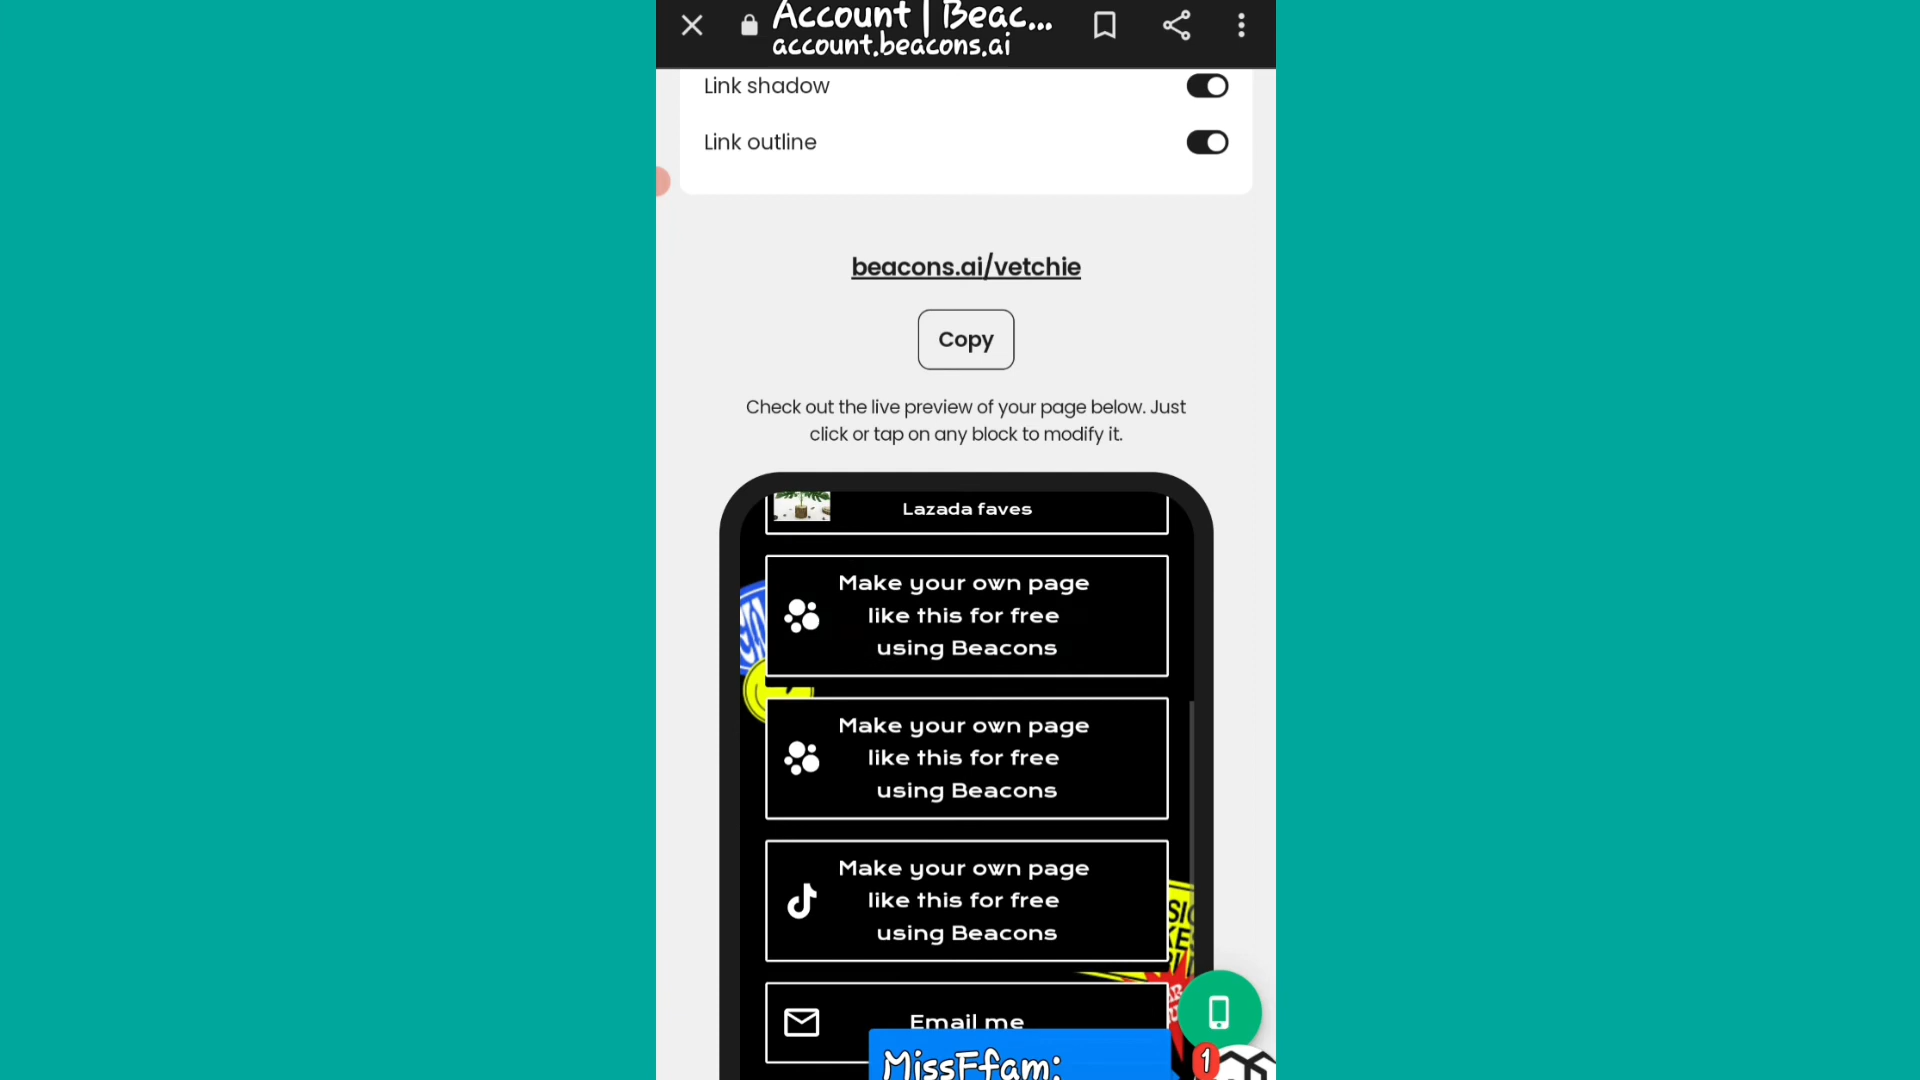 Account | Beac...
account.beacons.ai
Link shadow
Link outline
beacons.ai/vetchie
Copy
Check out the live preview of your page below. Just
click or tap on any block to modify it.
Lazada faves
Make your own page
like this for free
using Beacons
Make your own page
like this for free
using Beacons
Make your own page
like this for free
using Beacons
Email me
MissFfam:
1